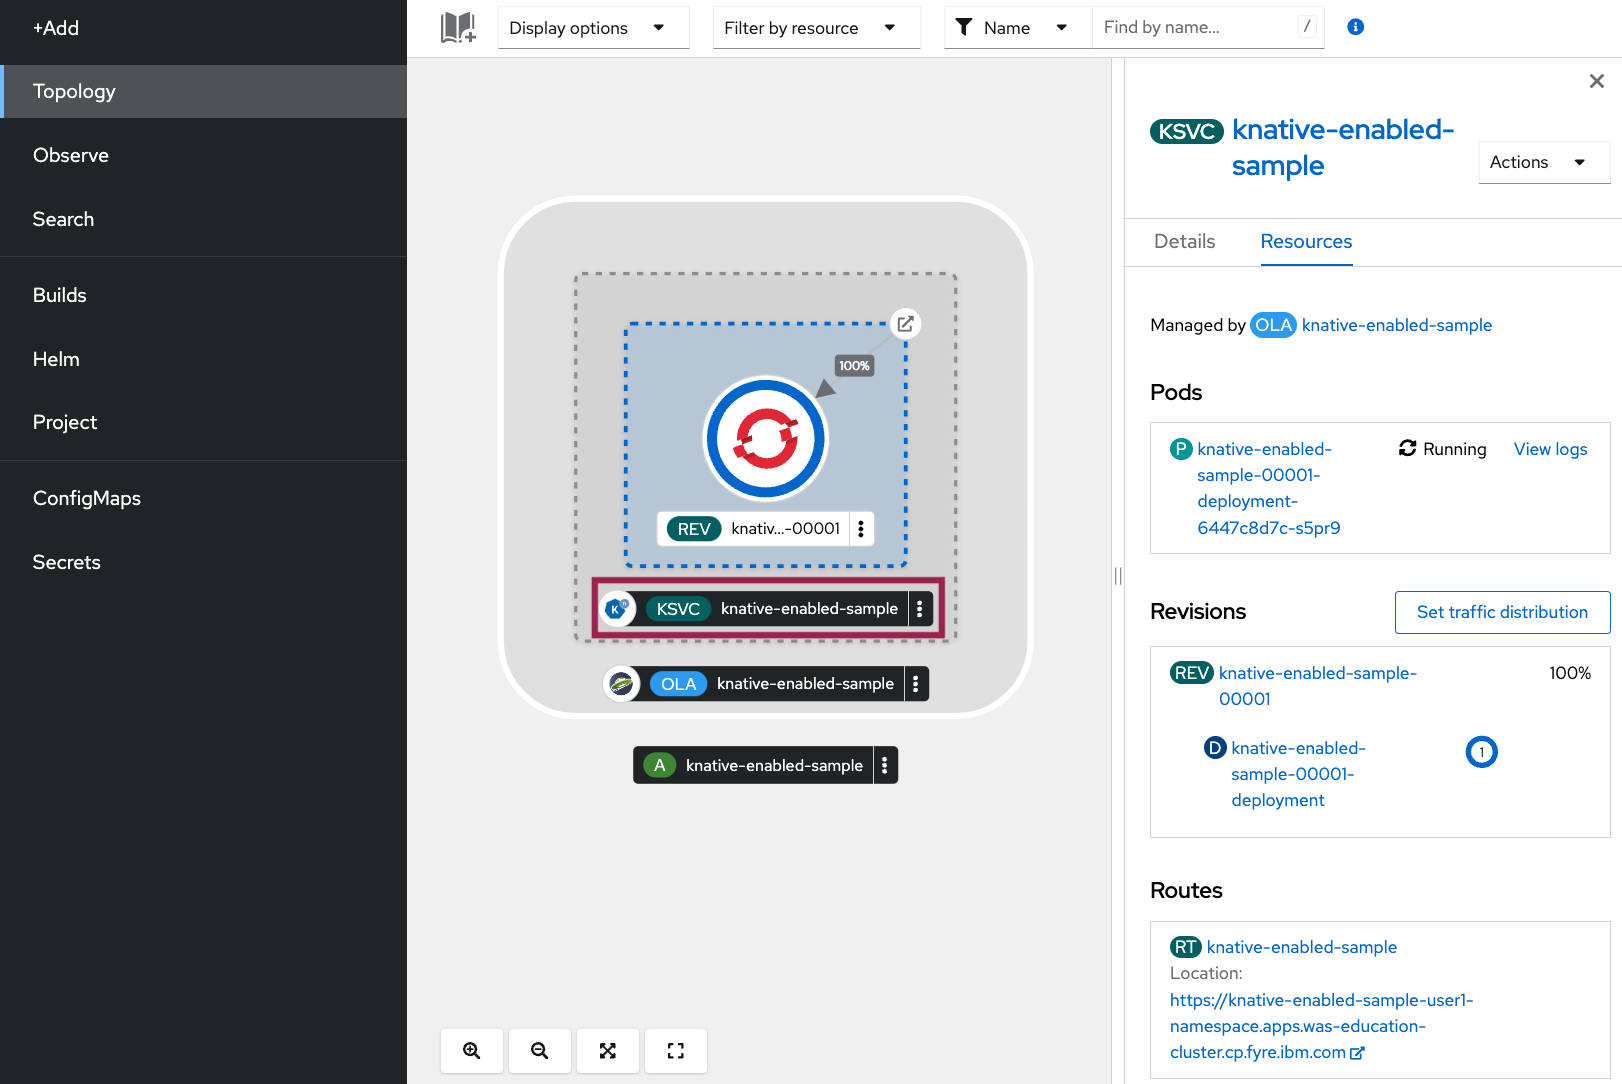 +Add
Topology
Observe
Search
Builds
Helm
Project
ConfigMaps
Secrets
Display options
Filter by resource
Name
Find by name...
/
100%
REV knativ...-00001
K n KSVC knative-enabled-sample
OLA knative-enabled-sample
A knative-enabled-sample
KSVC knative-enabled-
sample
Actions
Details
Resources
Managed by OLA knative-enabled-sample
Pods
P knative-enabled-
sample-00001-
deployment-
6447c8d7c-s5pr9
Running
View logs
Revisions
Set traffic distribution
REV knative-enabled-sample-
00001
100%
D knative-enabled-
sample-00001-
deployment
1
Routes
RT knative-enabled-sample
Location:
https://knative-enabled-sample-user1-
namespace.apps.was-education-
cluster.cp.fyre.ibm.com